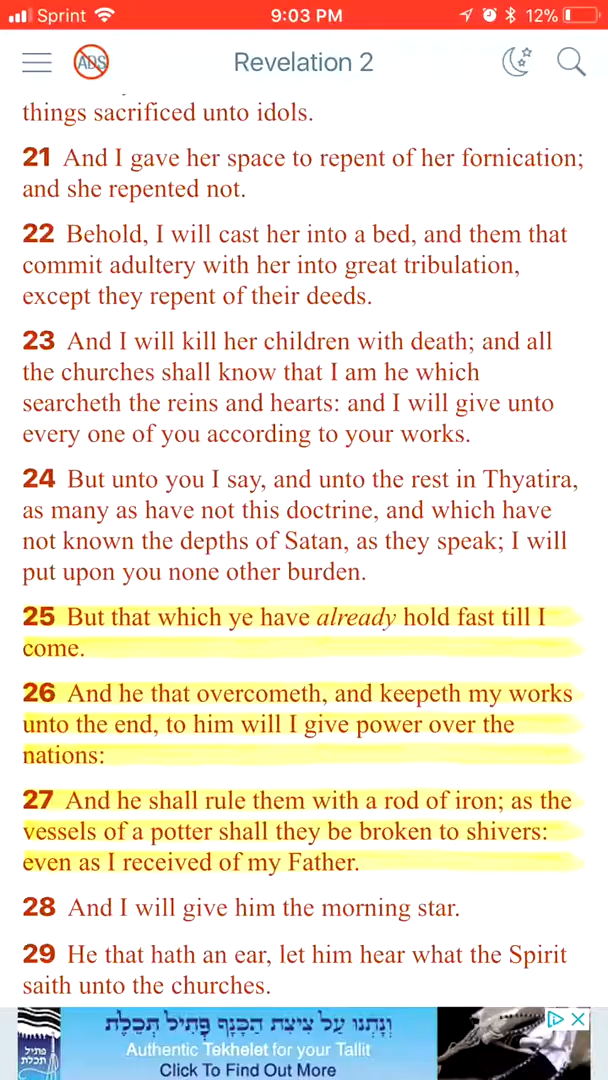 Sprint 9:03 PM 12%
ADS Revelation 2
things sacrificed unto idols.
21 And I gave her space to repent of her fornication;
and she repented not.
22 Behold, I will cast her into a bed, and them that
commit adultery with her into great tribulation,
except they repent of their deeds.
23 And I will kill her children with death; and all
the churches shall know that I am he which
searcheth the reins and hearts: and I will give unto
every one of you according to your works.
24 But unto you I say, and unto the rest in Thyatira,
as many as have not this doctrine, and which have
not known the depths of Satan, as they speak; I will
put upon you none other burden.
25 But that which ye have already hold fast till I
come.
26 And he that overcometh, and keepeth my works
unto the end, to him will I give power over the
nations:
27 And he shall rule them with a rod of iron; as the
vessels of a potter shall they be broken to shivers:
even as I received of my Father.
28 And I will give him the morning star.
29 He that hath an ear, let him hear what the Spirit
saith unto the churches.
וְנָתְנוּ עַל צִיצִת הַכָּנָף פְּתִיל תְּכֵלֶת
Authentic Tekhelet for your Tallit
Click To Find Out More
פתיל
תכלת